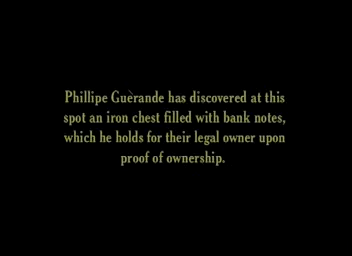 Phillipe Guèrande has discovered at this
spot an iron chest filled with bank notes,
which he holds for their legal owner upon
proof of ownership.